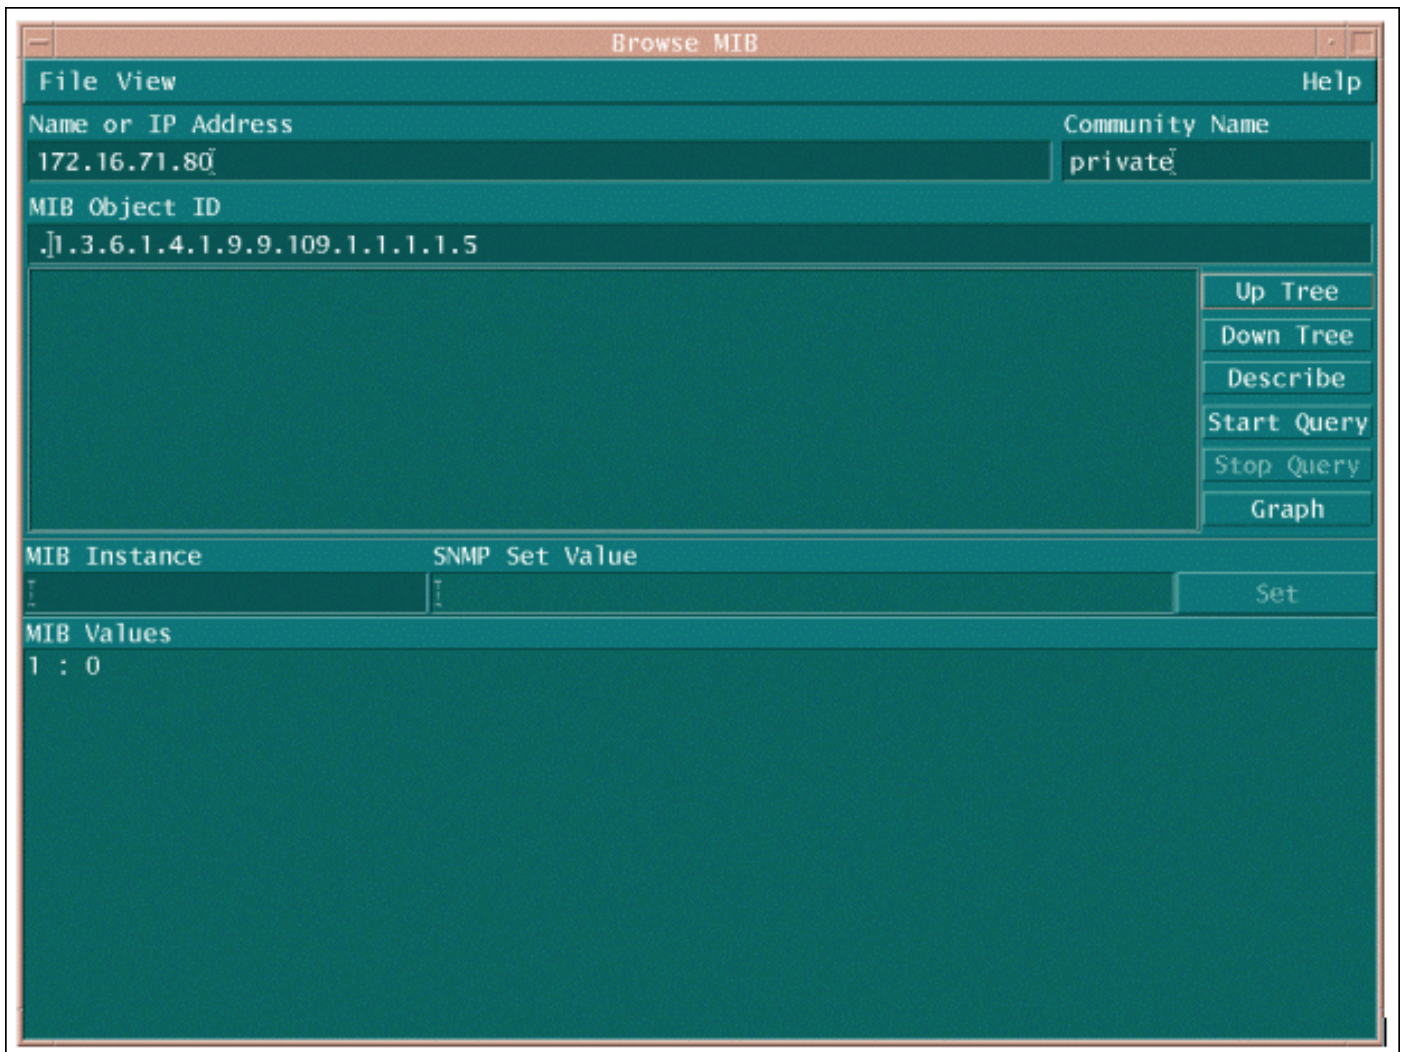 Browse MIB
File View Help
Name or IP Address Community Name
172.16.71.80 private
MIB Object ID
.1.3.6.1.4.1.9.9.109.1.1.1.1.5
Up Tree
Down Tree
Describe
Start Query
Stop Query
Graph
MIB Instance SNMP Set Value
Set
MIB Values
1 : 0